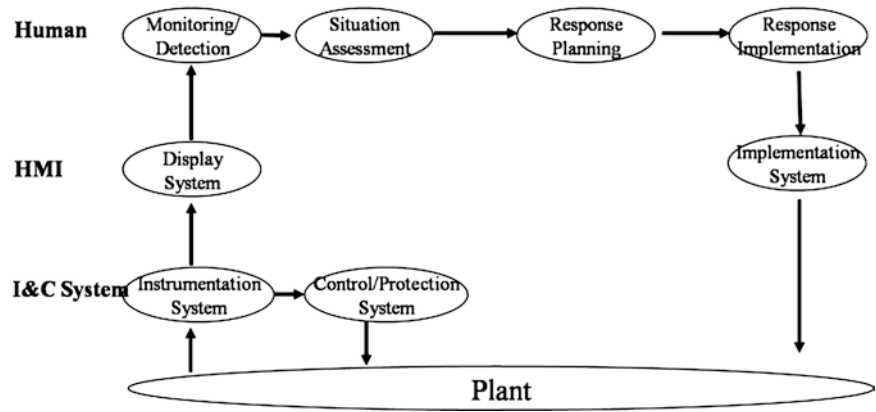 Human
Monitoring/
Detection
Situation
Assessment
Response
Planning
Response
Implementation
HMI
Display
System
Implementation
System
I&C System
Instrumentation
System
Control/Protection
System
Plant